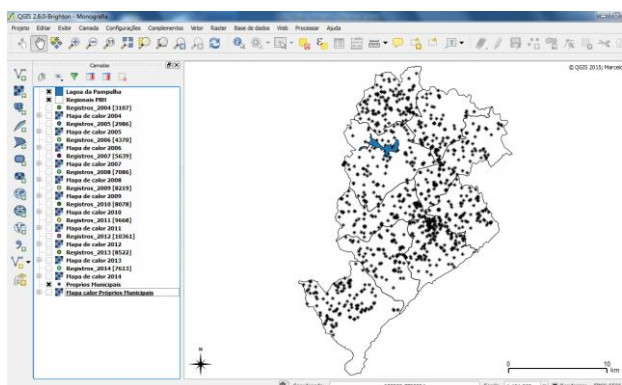 QGIS 2.6.0-Brighton - Monografia
Projeto Editar Exibir Camada Configurações Complementos Vetor Raster Base de dados Web Processar Ajuda
Camadas
© QGIS 2015; Marcel
Lagoa da Pampulha
Regionais PBH
Registros_2004 [3107]
Mapa de calor 2004
Registros_2005 [2986]
Mapa de calor 2005
Registros_2006 [4370]
Mapa de calor 2006
Registros_2007 [5639]
Mapa de calor 2007
Registros_2008 [7086]
Mapa de calor 2008
Registros_2009 [8219]
Mapa de calor 2009
Registros_2010 [8078]
Mapa de calor 2010
Registros_2011 [9668]
Mapa de calor 2011
Registros_2012 [10361]
Mapa de calor 2012
Registros_2013 [8522]
Mapa de calor 2013
Registros_2014 [7613]
Mapa de calor 2014
Proprios Municipais
Mapa calor Próprios Municipais
N
0 10
km